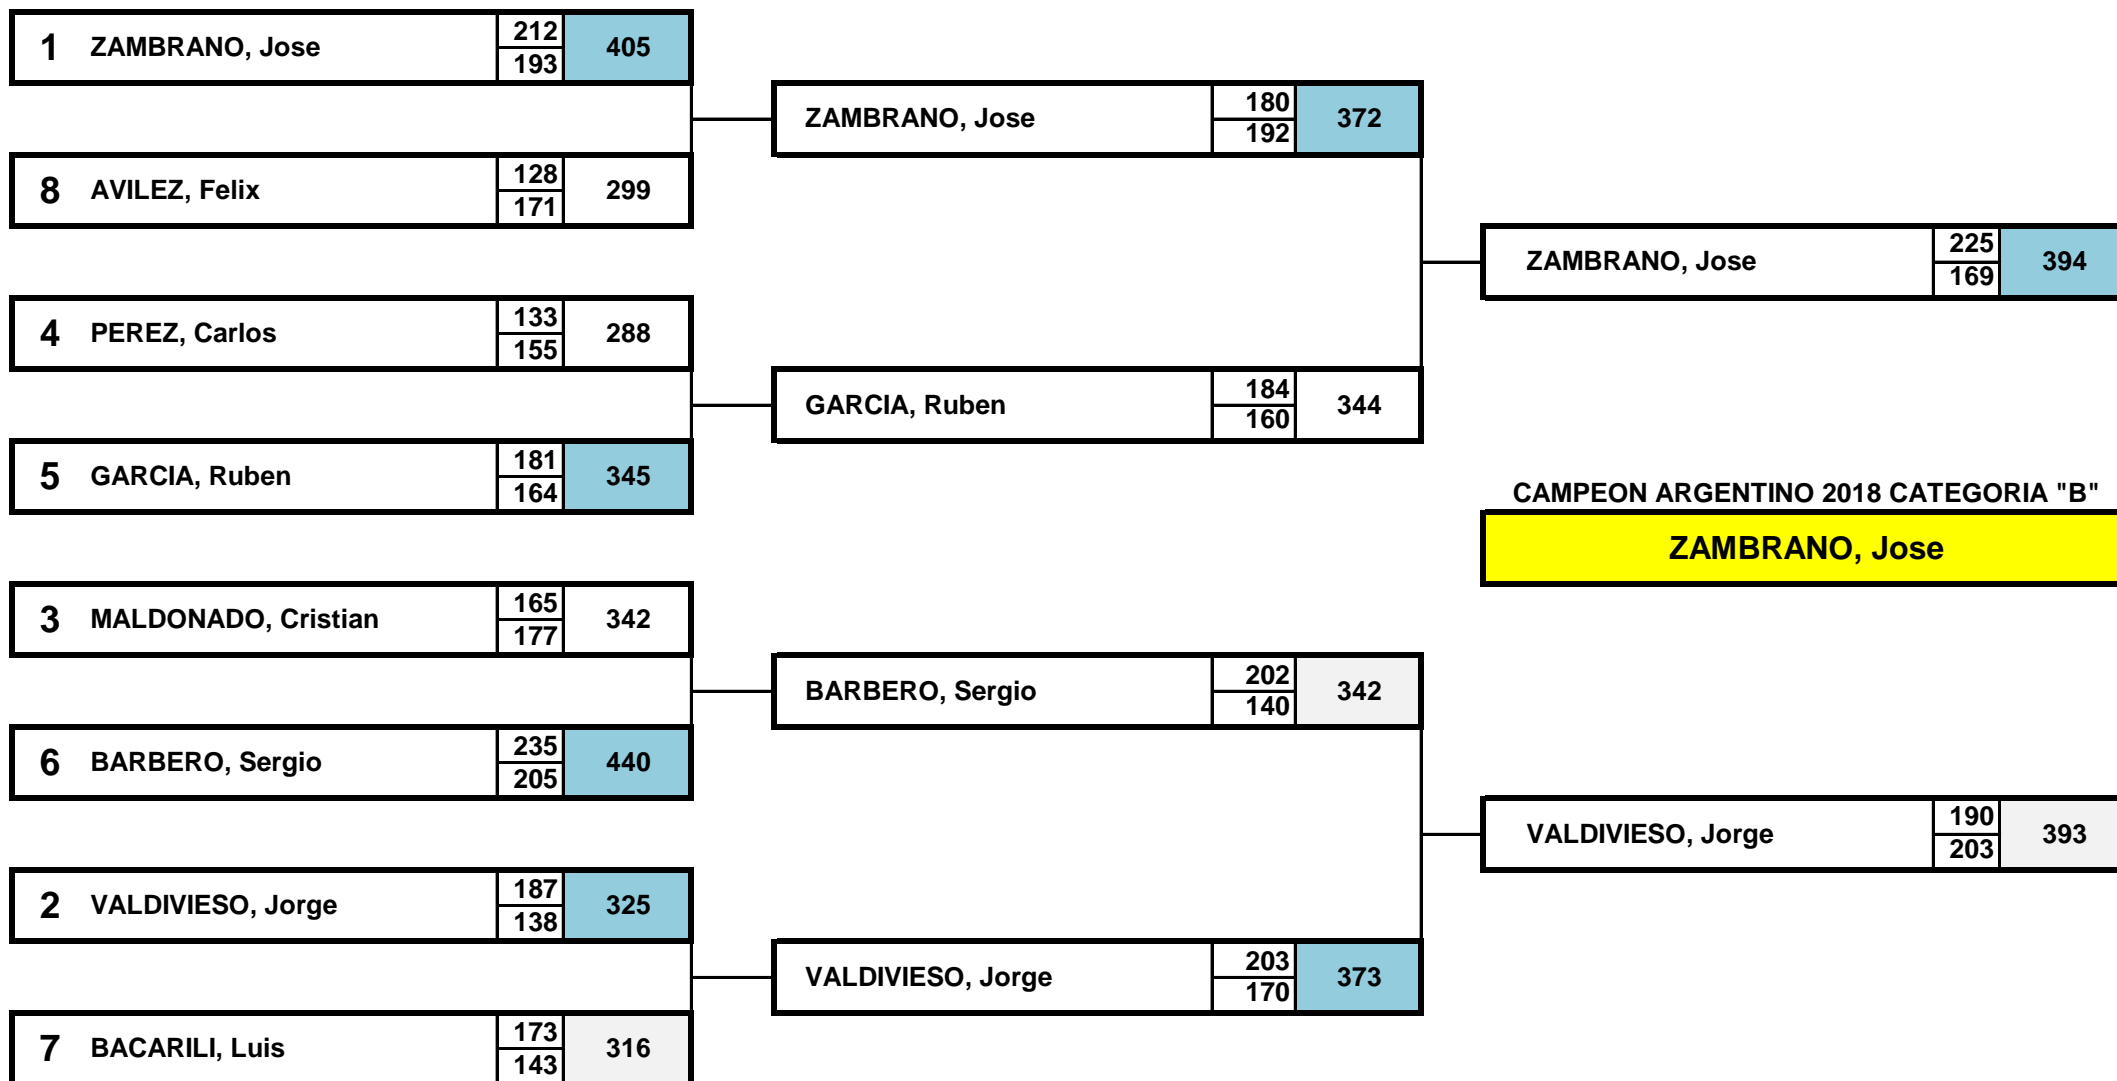 1 ZAMBRANO, Jose 212 193 405
8 AVILEZ, Felix 128 171 299
4 PEREZ, Carlos 133 155 288
5 GARCIA, Ruben 181 164 345
3 MALDONADO, Cristian 165 177 342
6 BARBERO, Sergio 235 205 440
2 VALDIVIESO, Jorge 187 138 325
7 BACARILI, Luis 173 143 316
ZAMBRANO, Jose 180 192 372
GARCIA, Ruben 184 160 344
BARBERO, Sergio 202 140 342
VALDIVIESO, Jorge 203 170 373
ZAMBRANO, Jose 225 169 394
VALDIVIESO, Jorge 190 203 393
CAMPEON ARGENTINO 2018 CATEGORIA "B"
ZAMBRANO, Jose